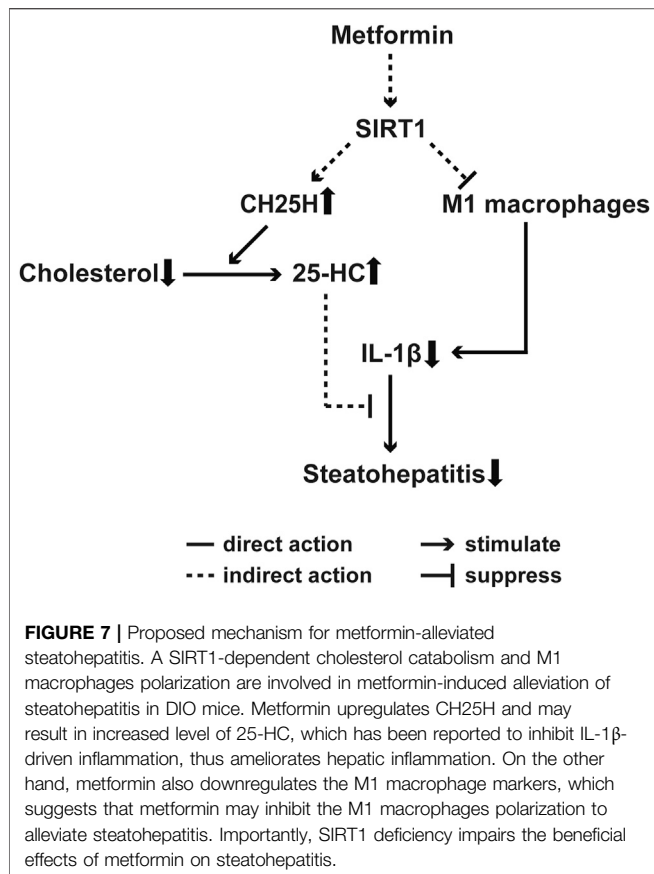 Metformin
SIRT1
CH25H M1 macrophages
Cholesterol 25-HC
IL-1β
Steatohepatitis
direct action stimulate
indirect action suppress
FIGURE 7 | Proposed mechanism for metformin-alleviated
steatohepatitis. A SIRT1-dependent cholesterol catabolism and M1
macrophages polarization are involved in metformin-induced alleviation of
steatohepatitis in DIO mice. Metformin upregulates CH25H and may
result in increased level of 25-HC, which has been reported to inhibit IL-1β-
driven inflammation, thus ameliorates hepatic inflammation. On the other
hand, metformin also downregulates the M1 macrophage markers, which
suggests that metformin may inhibit the M1 macrophages polarization to
alleviate steatohepatitis. Importantly, SIRT1 deficiency impairs the beneficial
effects of metformin on steatohepatitis.